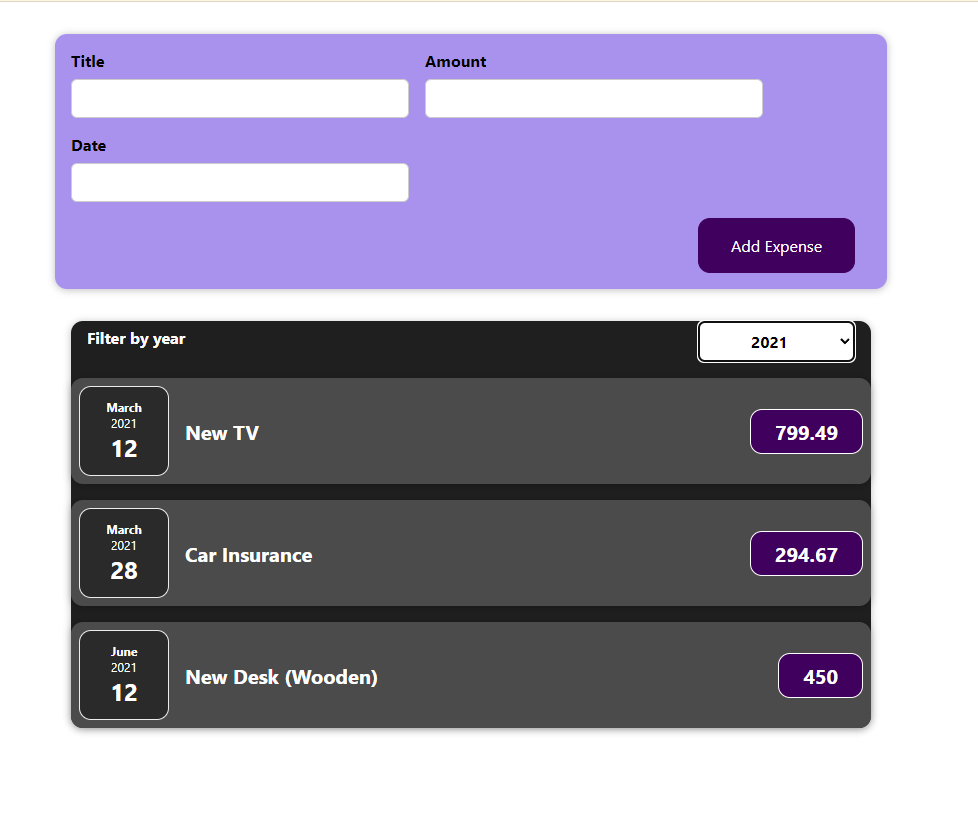 Title Amount
Date
Add Expense
Filter by year 2021
March
2021
12
New TV
799.49
March
2021
28
Car Insurance
294.67
June
2021
12
New Desk (Wooden)
450